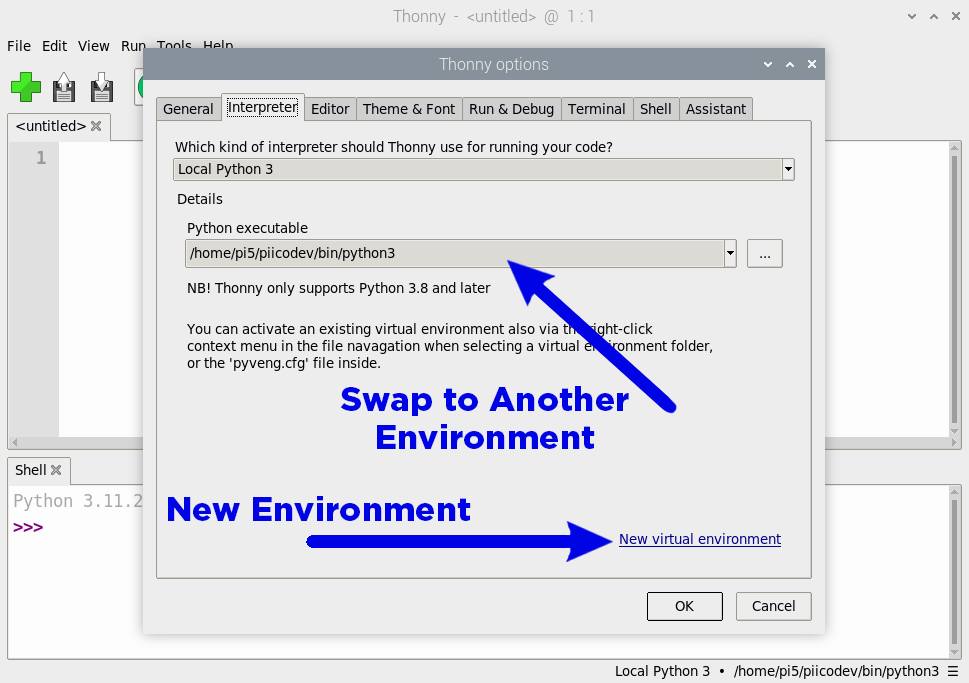 Thonny - <untitled> @ 1 : 1
File Edit View Run Tools Help
Thonny options
General Interpreter Editor Theme & Font Run & Debug Terminal Shell Assistant
<untitled>
1
Which kind of interpreter should Thonny use for running your code?
Local Python 3
Details
Python executable
/home/pi5/piicodev/bin/python3
...
NB! Thonny only supports Python 3.8 and later
You can activate an existing virtual environment also via the right-click
context menu in the file navagation when selecting a virtual environment folder,
or the 'pyveng.cfg' file inside.
Swap to Another
Environment
Shell
Python 3.11.2
>>>
New Environment
New virtual environment
OK Cancel
Local Python 3 • /home/pi5/piicodev/bin/python3